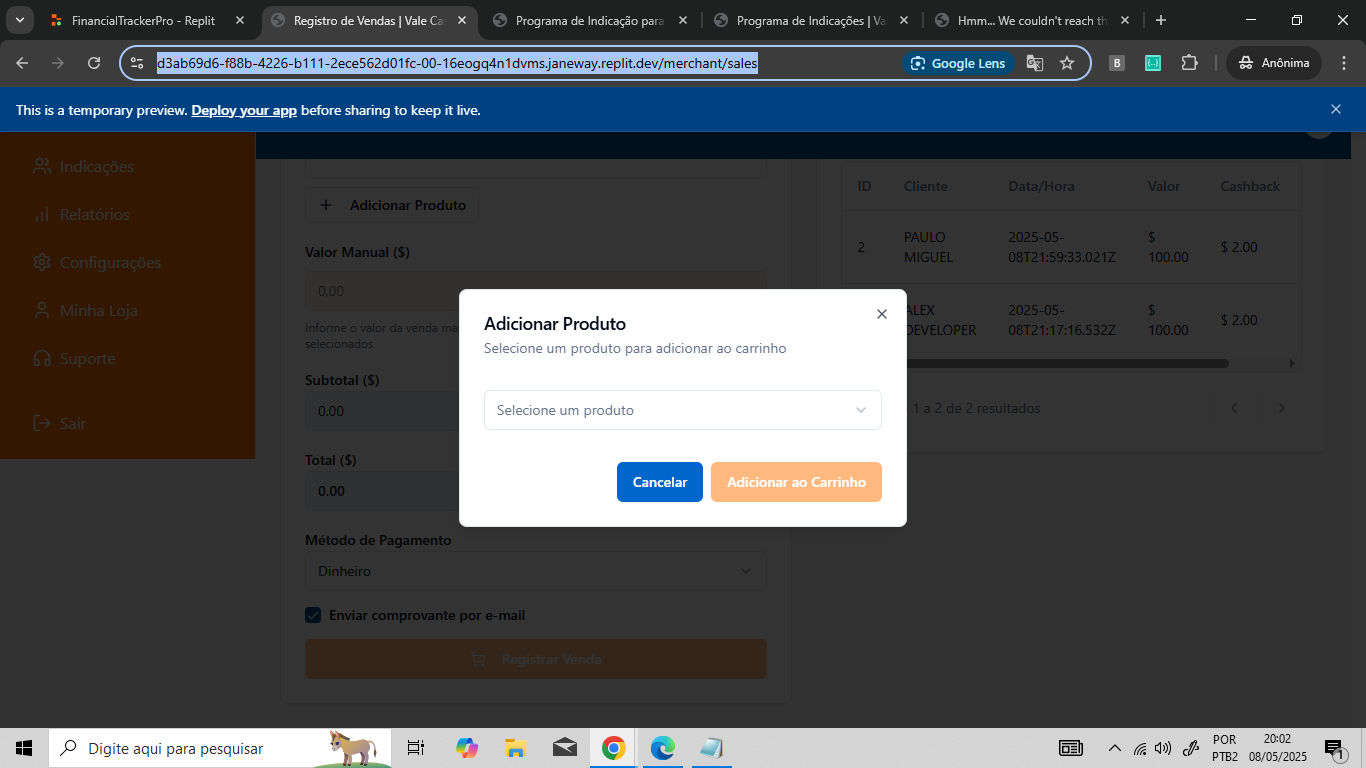 FinancialTrackerPro - Replit
Registro de Vendas | Vale Ca
Programa de Indicação para
Programa de Indicações | Va
Hmm... We couldn't reach th
d3ab69d6-f88b-4226-b111-2ece562d01fc-00-16eogq4n1dvms.janeway.replit.dev/merchant/sales
Google Lens
B
Anônima
This is a temporary preview. Deploy your app before sharing to keep it live.
Indicações
Relatórios
Configurações
Minha Loja
Suporte
Sair
Adicionar Produto
Valor Manual ($)
0,00
Informe o valor da venda ma
selecionados
Subtotal ($)
0.00
Total ($)
0.00
Método de Pagamento
Dinheiro
Enviar comprovante por e-mail
Registrar Venda
Adicionar Produto
Selecione um produto para adicionar ao carrinho
Selecione um produto
Cancelar
Adicionar ao Carrinho
ID Cliente Data/Hora Valor Cashback
2 PAULO MIGUEL 2025-05-08T21:59:33.021Z $ 100.00 $ 2.00
ALEX DEVELOPER 2025-05-08T21:17:16.532Z $ 100.00 $ 2.00
1 a 2 de 2 resultados
Digite aqui para pesquisar
POR
PTB2
20:02
08/05/2025
1